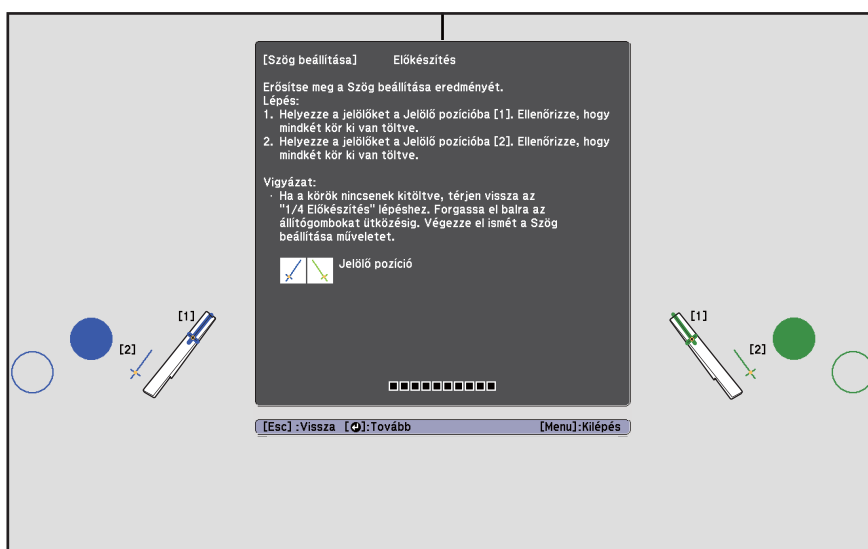 [Szög beállítása] Előkészítés
Erősítse meg a Szög beállítása eredményét.
Lépés:
1. Helyezze a jelölőket a Jelölő pozícióba [1]. Ellenőrizze, hogy
mindkét kör ki van töltve.
2. Helyezze a jelölőket a Jelölő pozícióba [2]. Ellenőrizze, hogy
mindkét kör ki van töltve.
Vigyázat:
· Ha a körök nincsenek kitöltve, térjen vissza az
"1/4 Előkészítés" lépéshez. Forgassa el balra az
állítógombokat ütközésig. Végezze el ismét a Szög
beállítása műveletet.
Jelölő pozíció
[1]
[2]
[1]
[2]
[Esc] :Vissza [↵]:Tovább [Menu]:Kilépés